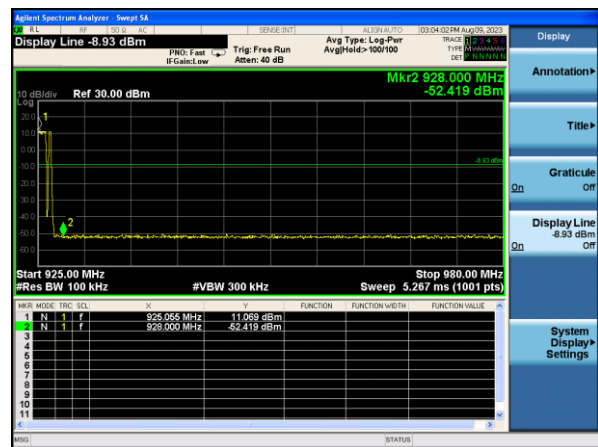 Agilent Spectrum Analyzer - Swept SA
RL RF 50 Ω AC SENSE:INT ALIGNAUTO 03:04:02 PM Aug 09, 2023
Display Line -8.93 dBm
PNO: Fast
IFGain:Low
Trig: Free Run
Atten: 40 dB
Avg Type: Log-Pwr
Avg|Hold>100/100
TRACE 1 2 3 4 5 6
TYPE M
DET P N N N N N
Mkr2 928.000 MHz
-52.419 dBm
10 dB/div Ref 30.00 dBm
Log
20.0
10.0
0.00
-10.0
-20.0
-30.0
-40.0
-50.0
-60.0
1
2
-8.93 dBm
Start 925.00 MHz Stop 980.00 MHz
#Res BW 100 kHz #VBW 300 kHz Sweep 5.267 ms (1001 pts)
MKR MODE TRC SCL X Y FUNCTION FUNCTION WIDTH FUNCTION VALUE
1 N 1 f 925.055 MHz 11.069 dBm
2 N 1 f 928.000 MHz -52.419 dBm
3
4
5
6
7
8
9
10
11
MSG STATUS
Display
Annotation
Title
Graticule
On Off
Display Line
-8.93 dBm
On Off
System
Display
Settings